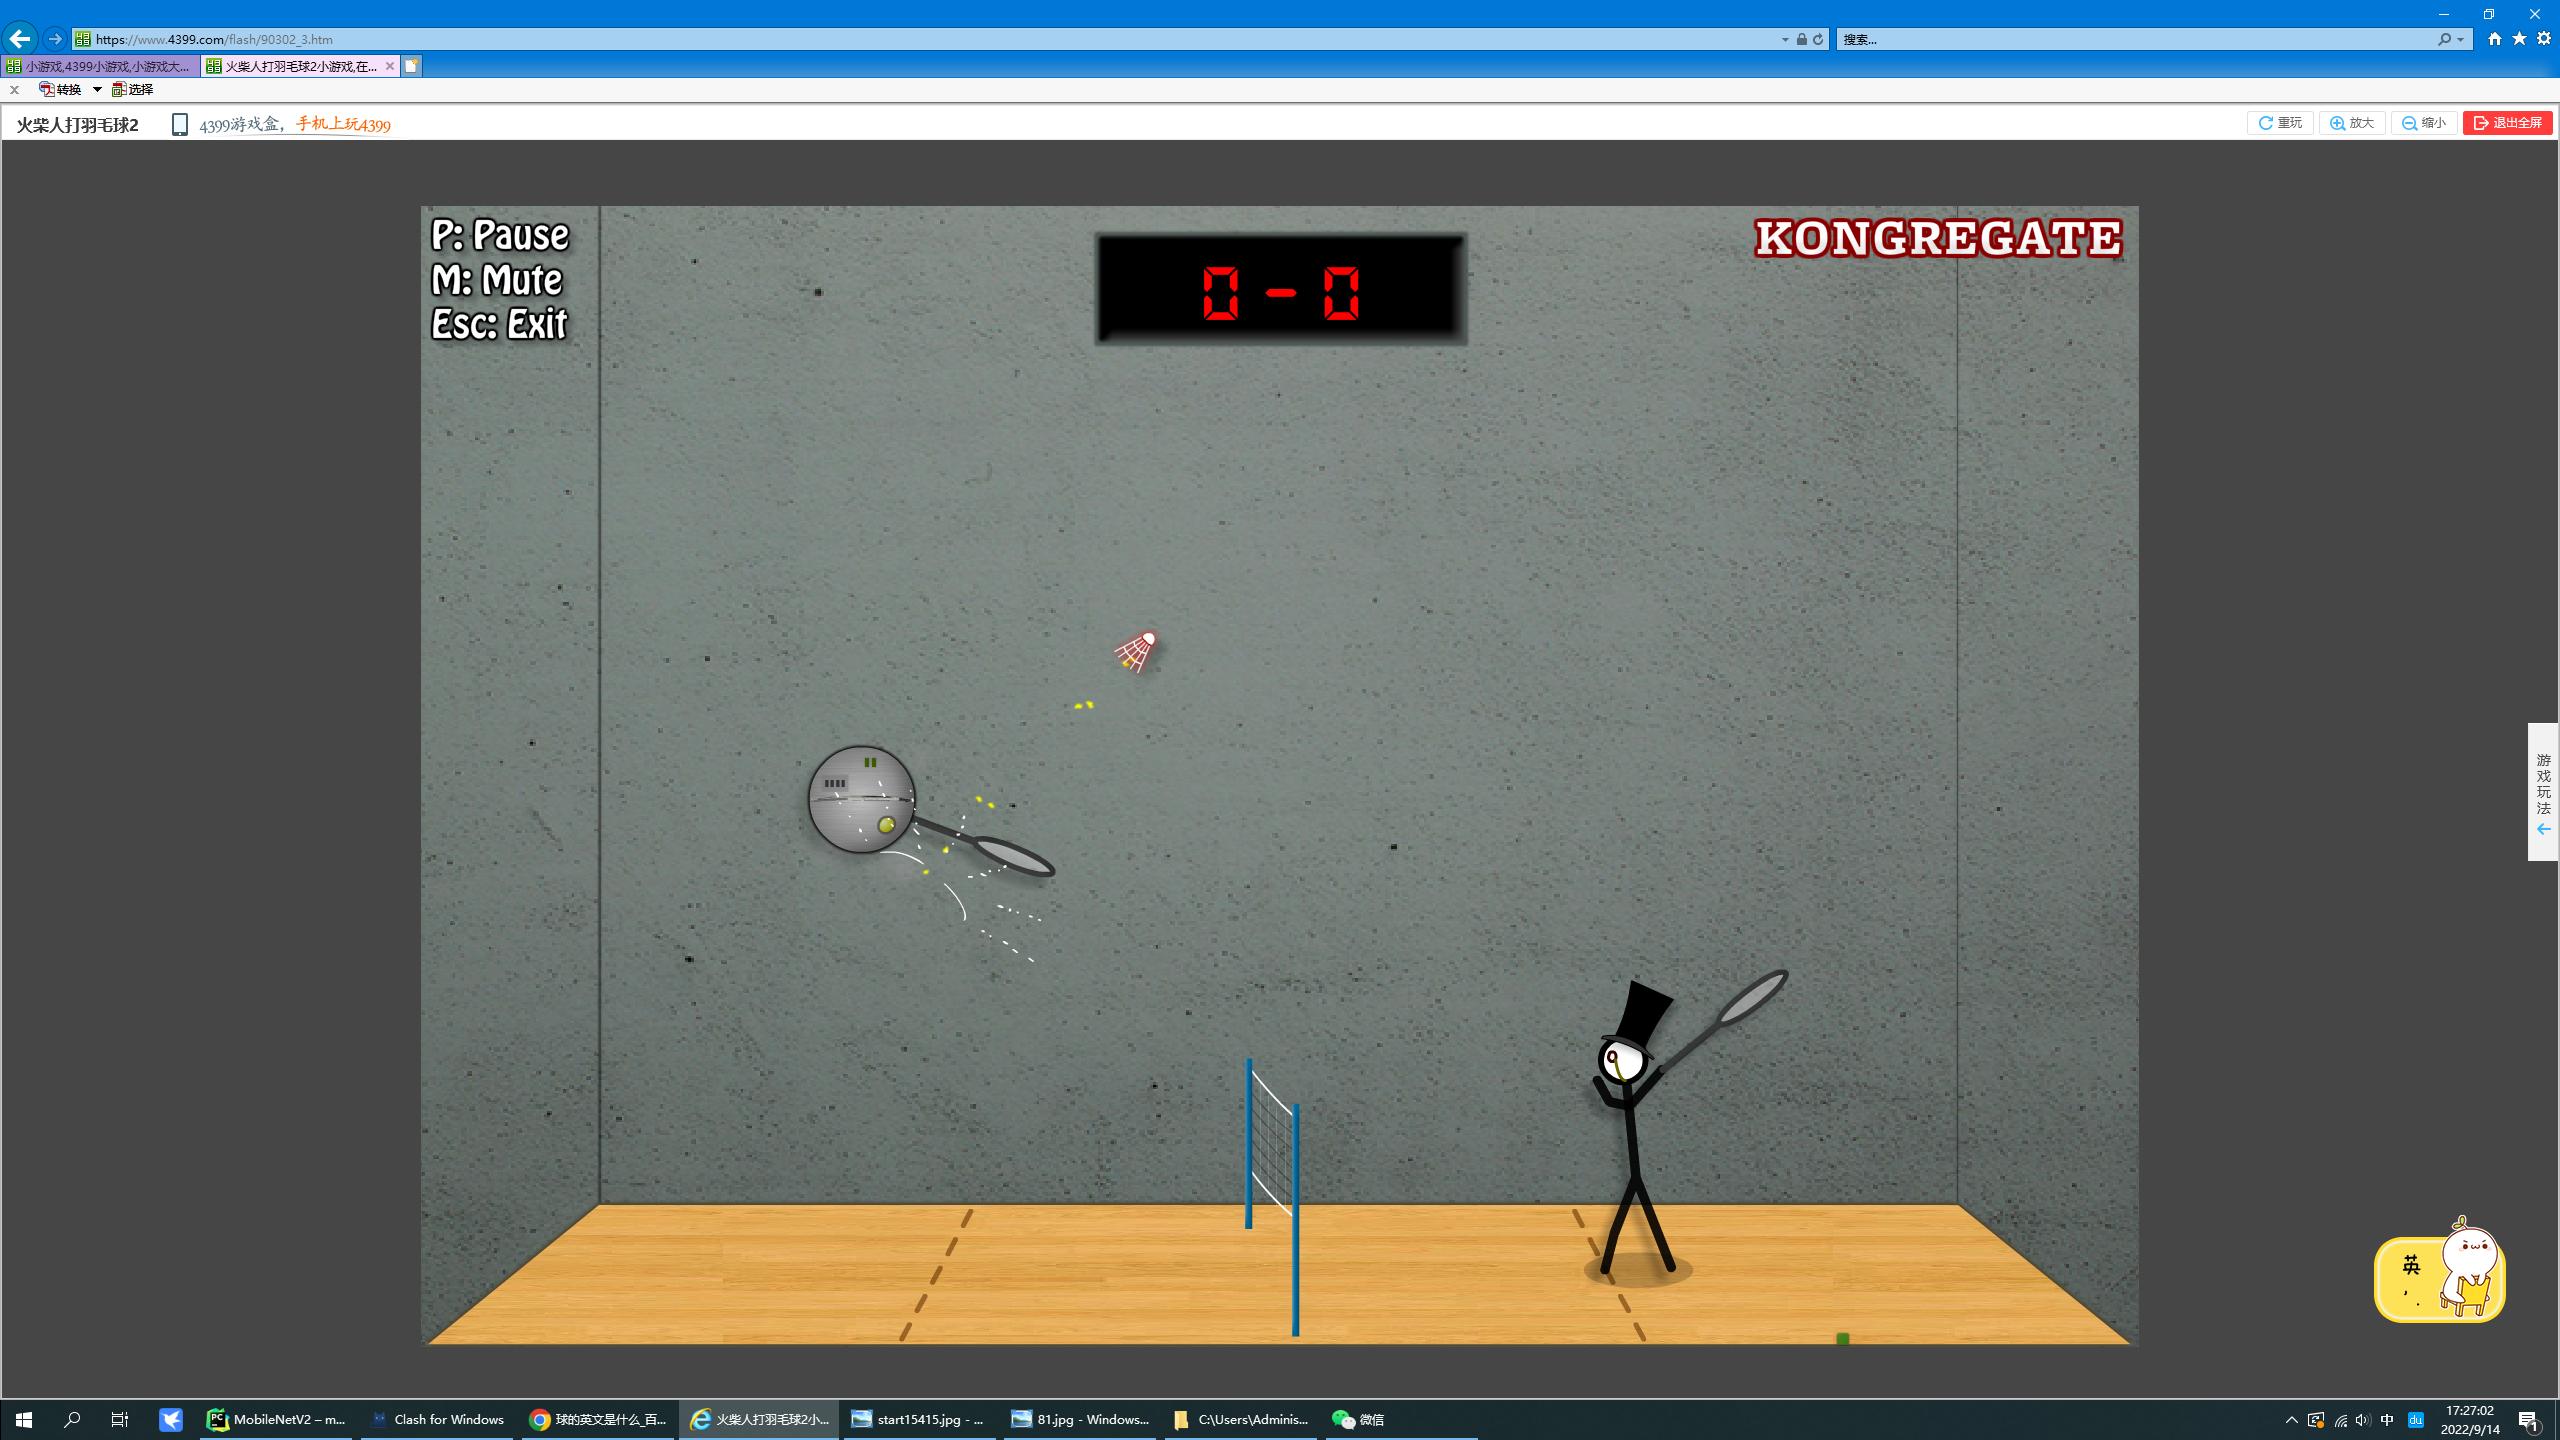 https://www.4399.com/flash/90302_3.htm
搜索...
小游戏,4399小游戏,小游戏大...
火柴人打羽毛球2小游戏,在...
转换
选择
火柴人打羽毛球2
4399游戏盒，手机上玩4399
重玩
放大
缩小
退出全屏
P: Pause
M: Mute
Esc: Exit
0-0
KONGREGATE
游戏玩法
英
MobileNetV2 – m...
Clash for Windows
球的英文是什么_百...
火柴人打羽毛球2小...
start15415.jpg - ...
81.jpg - Windows...
C:\Users\Adminis...
微信
中
du
17:27:02
2022/9/14
1